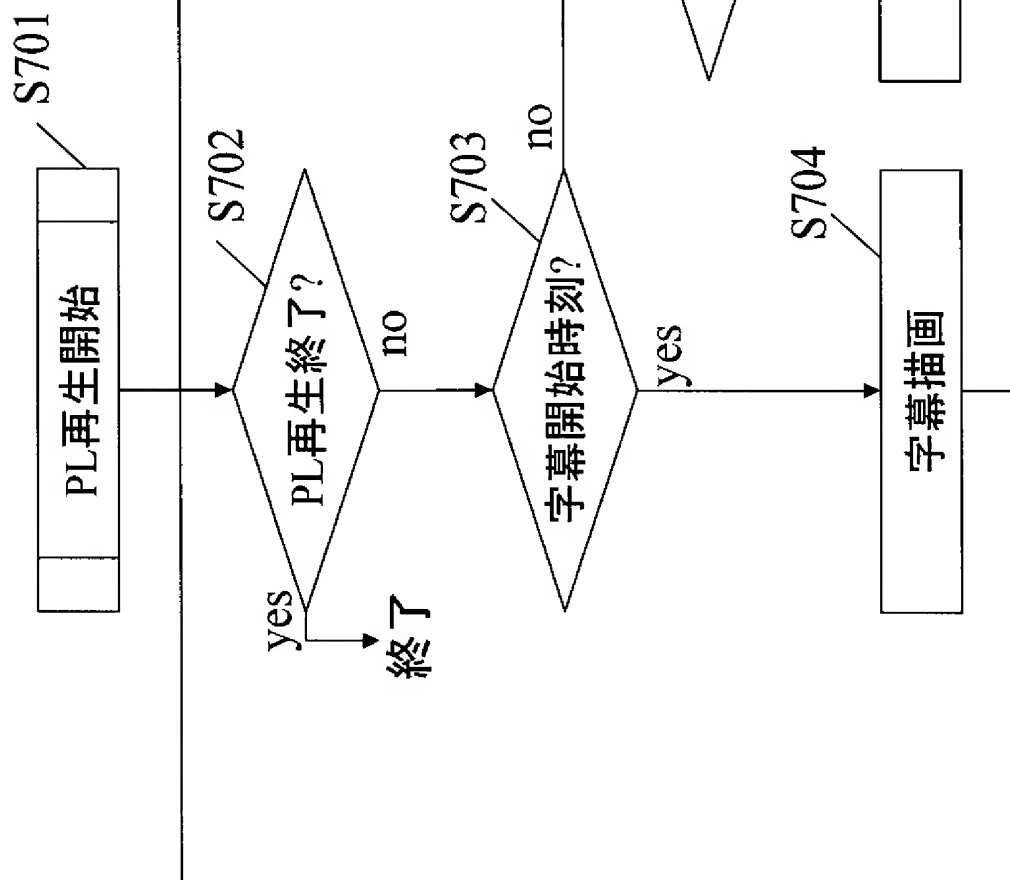 S701
PL再生開始
S702
PL再生終了?
yes
終了
no
S703
字幕開始時刻?
no
yes
S704
字幕描画